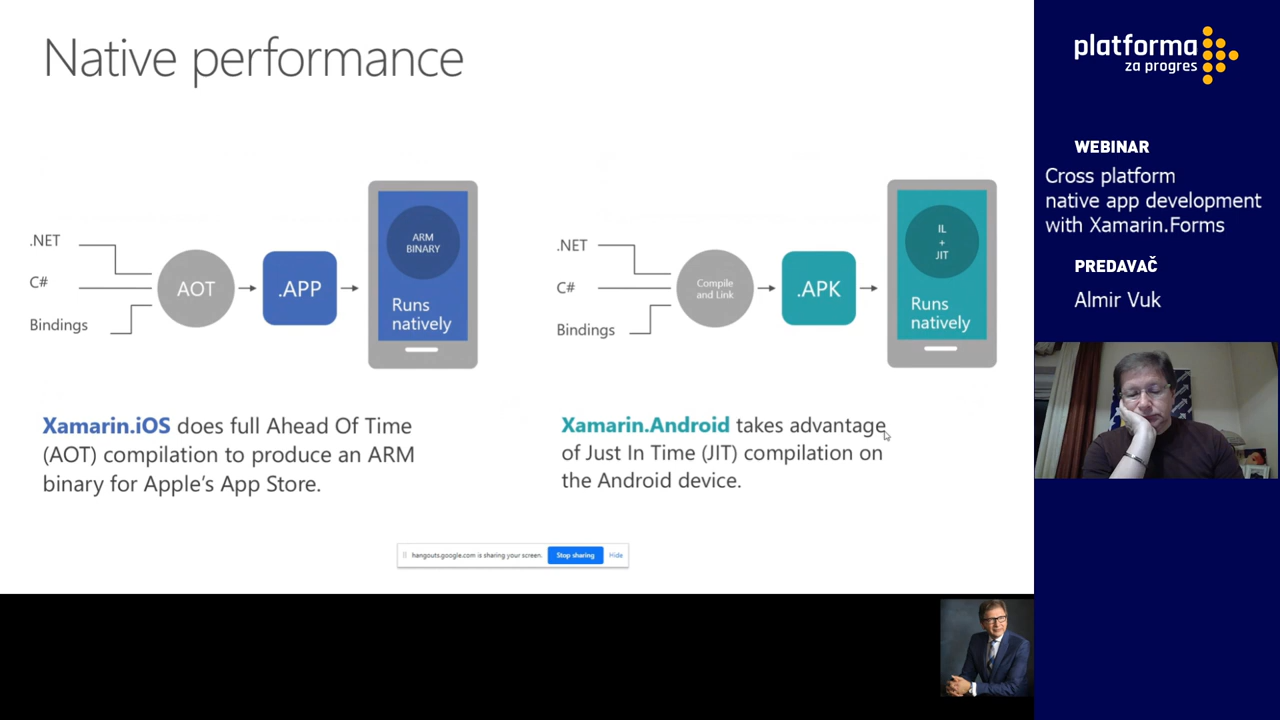 Native performance
.NET
C#
Bindings
AOT
.APP
ARM
BINARY
Runs
natively
Xamarin.iOS does full Ahead Of Time
(AOT) compilation to produce an ARM
binary for Apple's App Store.
.NET
C#
Bindings
Compile
and Link
.APK
IL
+
JIT
Runs
natively
Xamarin.Android takes advantage
of Just In Time (JIT) compilation on
the Android device.
hangouts.google.com is sharing your screen.
Stop sharing
Hide
platforma
za progres
WEBINAR
Cross platform
native app development
with Xamarin.Forms
PREDAVAČ
Almir Vuk